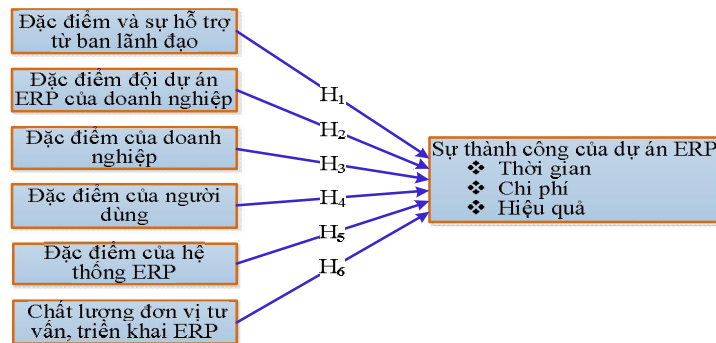 Đặc điểm và sự hỗ trợ
từ ban lãnh đạo
Đặc điểm đội dự án
ERP của doanh nghiệp
Đặc điểm của doanh
nghiệp
Đặc điểm của người
dùng
Đặc điểm của hệ
thống ERP
Chất lượng đơn vị tư
vấn, triển khai ERP
H1
H2
H3
H4
H5
H6
Sự thành công của dự án ERP
❖ Thời gian
❖ Chi phí
❖ Hiệu quả